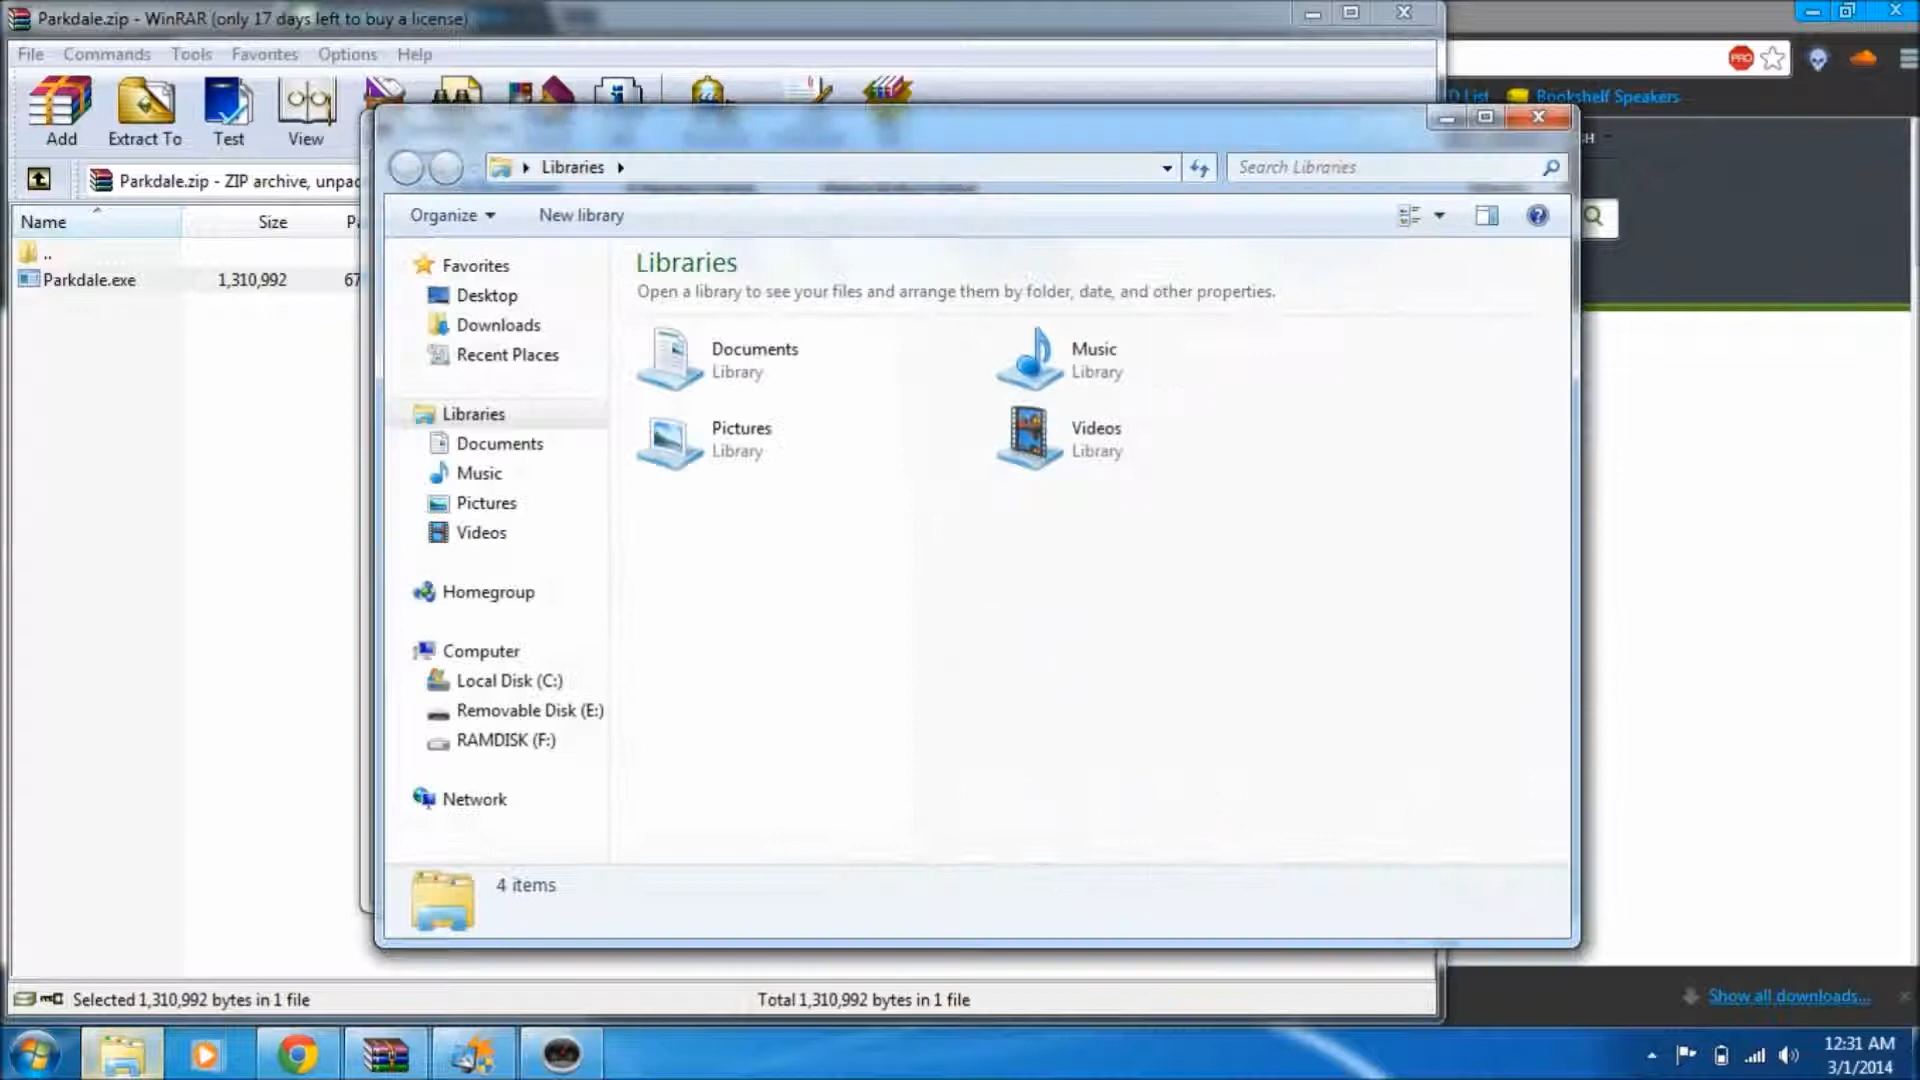 Parkdale.zip - WinRAR (only 17 days left to buy a license)
File Commands Tools Favorites Options Help
PRO
Bookshelf Speakers
Add Extract To Test View
Libraries
Search Libraries
Parkdale.zip - ZIP archive, unpa
Organize New library
Name Size
..
Parkdale.exe 1,310,992 67
Favorites
Desktop
Downloads
Recent Places
Libraries
Documents
Music
Pictures
Videos
Homegroup
Computer
Local Disk (C:)
Removable Disk (E:)
RAMDISK (F:)
Network
Libraries
Open a library to see your files and arrange them by folder, date, and other properties.
Documents
Library
Music
Library
Pictures
Library
Videos
Library
4 items
Selected 1,310,992 bytes in 1 file
Total 1,310,992 bytes in 1 file
Show all downloads...
12:31 AM
3/1/2014